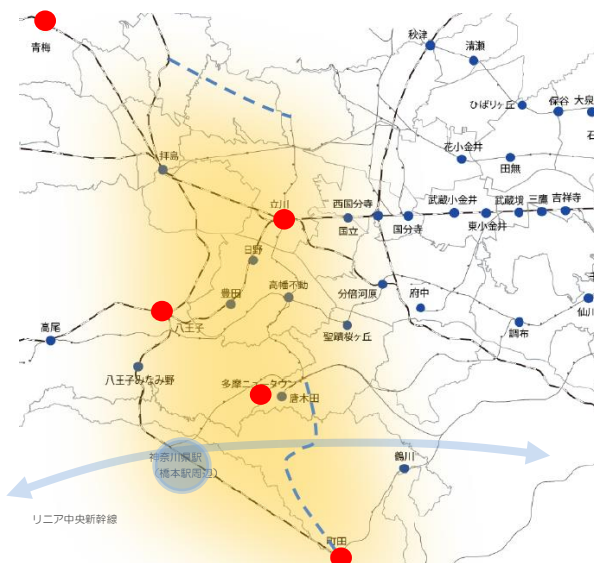 秋津
清瀬
青梅
ひばりヶ丘
保谷
大泉
石
花小金井
田無
拝島
立川
西国分寺
国立
国分寺
武蔵小金井
東小金井
武蔵境
三鷹
吉祥寺
日野
豊田
高幡不動
分倍河原
府中
仙川
調布
聖蹟桜ヶ丘
八王子
高尾
八王子みなみ野
多摩ニュータウン
唐木田
神奈川県駅
（橋本駅周辺）
鶴川
リニア中央新幹線
町田